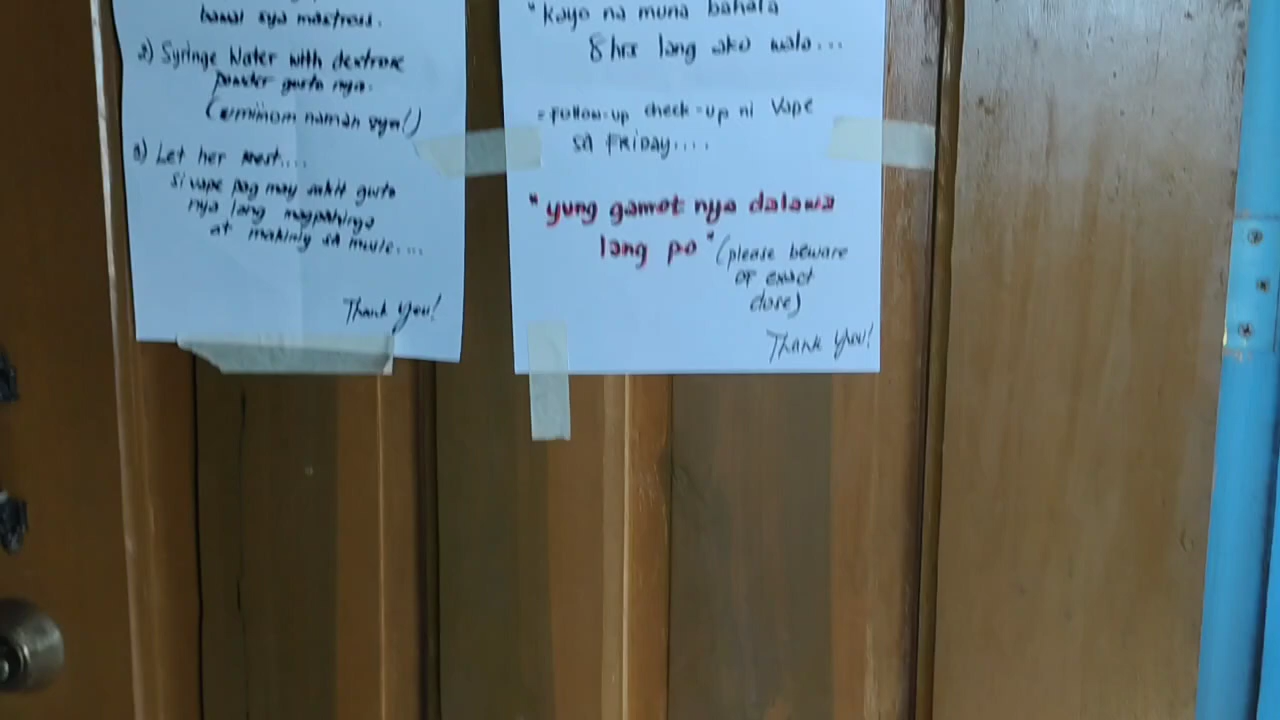 bawal sya mastress.
2) Syringe Water with dextrose
powder gusto nya.
(umiinom naman sya!)
3) Let her rest....
Si vape pag may sakit gusto
nya lang magpahinga
at makinig sa music....
Thank you!
"Kayo na muna bahala
8hrs lang ako wala...
= Follow-up check-up ni Vape
sa FRIDAY....
"yung gamot nya dalawa
lang po" (please beware
OF exact
dose)
Thank You!